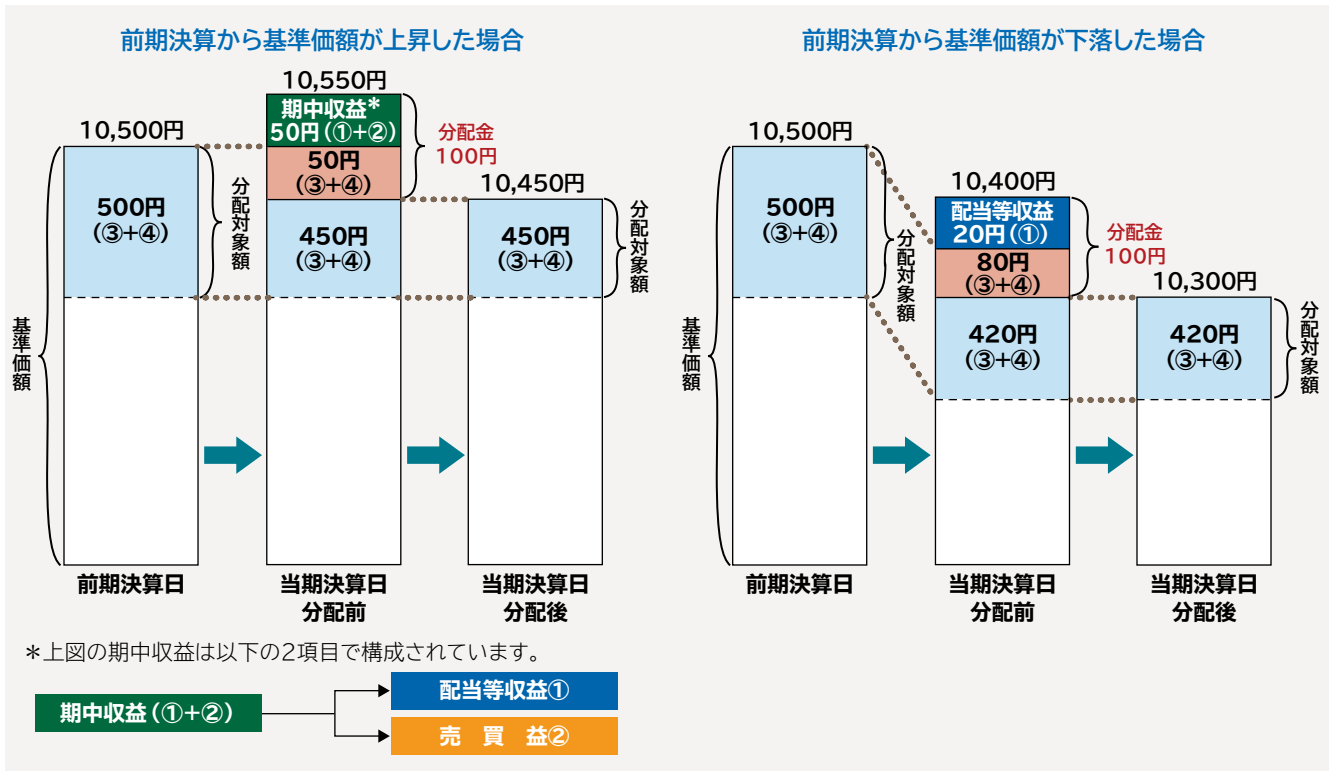 前期決算から基準価額が上昇した場合
10,500円
500円
(③+④)
分配対象額
基準価額
前期決算日
10,550円
期中収益*
50円(①+②)
50円
(③+④)
450円
(③+④)
分配金
100円
当期決算日
分配前
10,450円
450円
(③+④)
分配対象額
当期決算日
分配後
前期決算から基準価額が下落した場合
10,500円
500円
(③+④)
分配対象額
基準価額
前期決算日
10,400円
配当等収益
20円(①)
80円
(③+④)
420円
(③+④)
分配金
100円
当期決算日
分配前
10,300円
420円
(③+④)
分配対象額
当期決算日
分配後
*上図の期中収益は以下の2項目で構成されています。
期中収益(①+②)
配当等収益①
売 買 益②